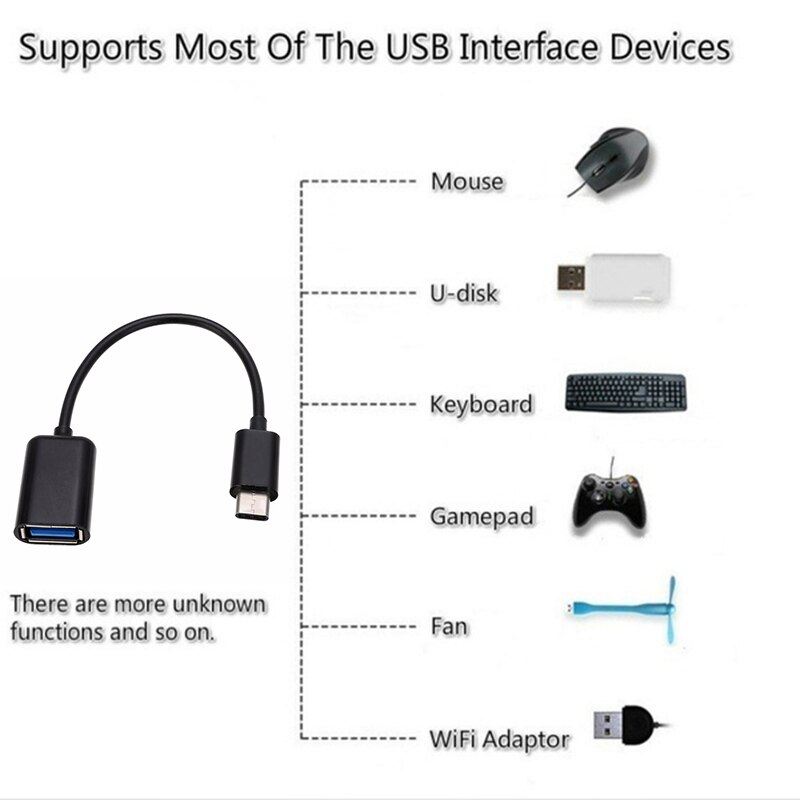 Supports Most Of The USB Interface Devices
Mouse
U-disk
Keyboard
Gamepad
Fan
WiFi Adaptor
There are more unknown
functions and so on.